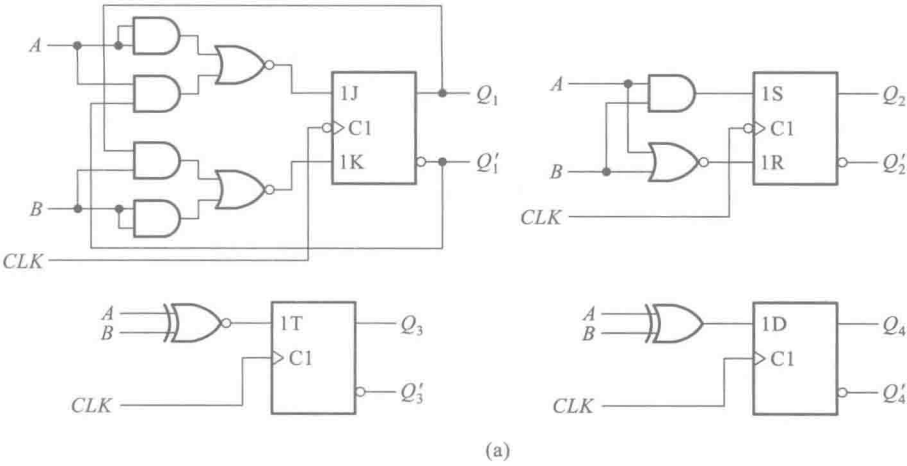 A
B
CLK
1J
C1
1K
Q₁
Q₁′
A
B
CLK
1S
C1
1R
Q₂
Q₂′
A
B
CLK
1T
C1
Q₃
Q₃′
A
B
CLK
1D
C1
Q₄
Q₄′
(a)